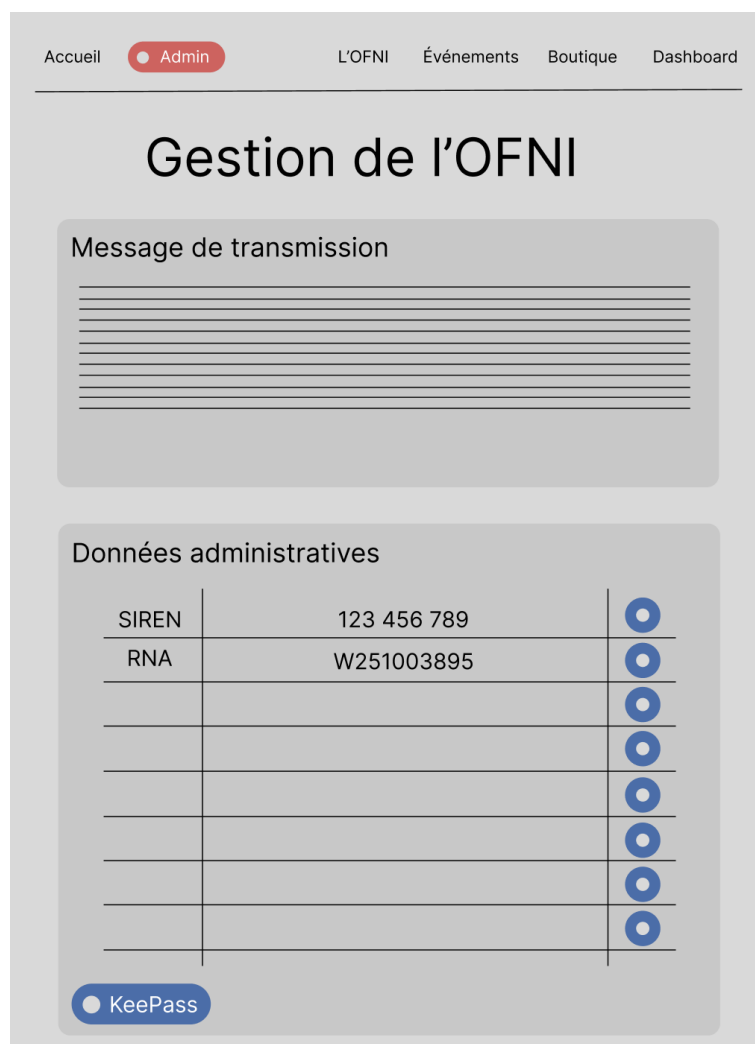 Accueil Admin L’OFNI Événements Boutique Dashboard
Gestion de l’OFNI
Message de transmission
Données administratives
SIREN 123 456 789
RNA W251003895
KeePass